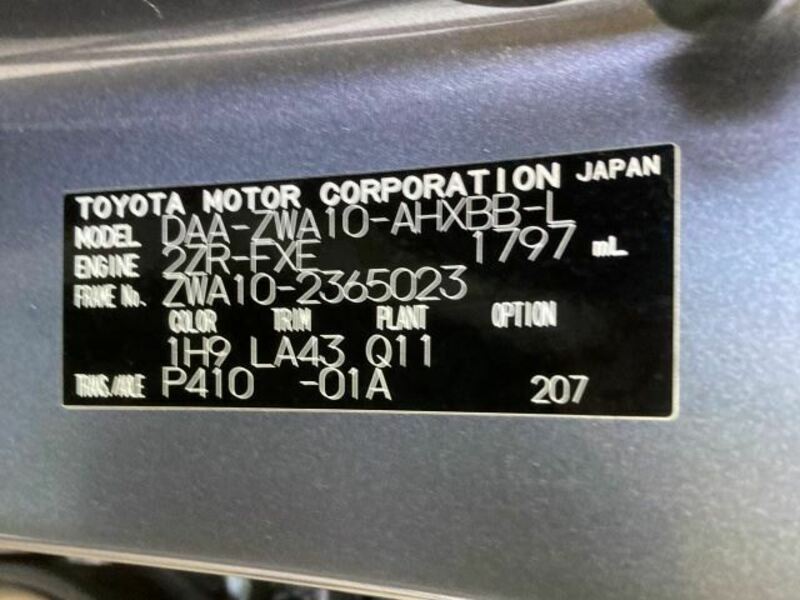 TOYOTA MOTOR CORPORATION JAPAN
MODEL DAA-ZWA10-AHXBB-L
ENGINE 2ZR-FXE 1797 mL
FRAME No. ZWA10-2365023
COLOR TRIM PLANT OPTION
1H9 LA43 Q11
TRANS./AXLE P410 -01A 207